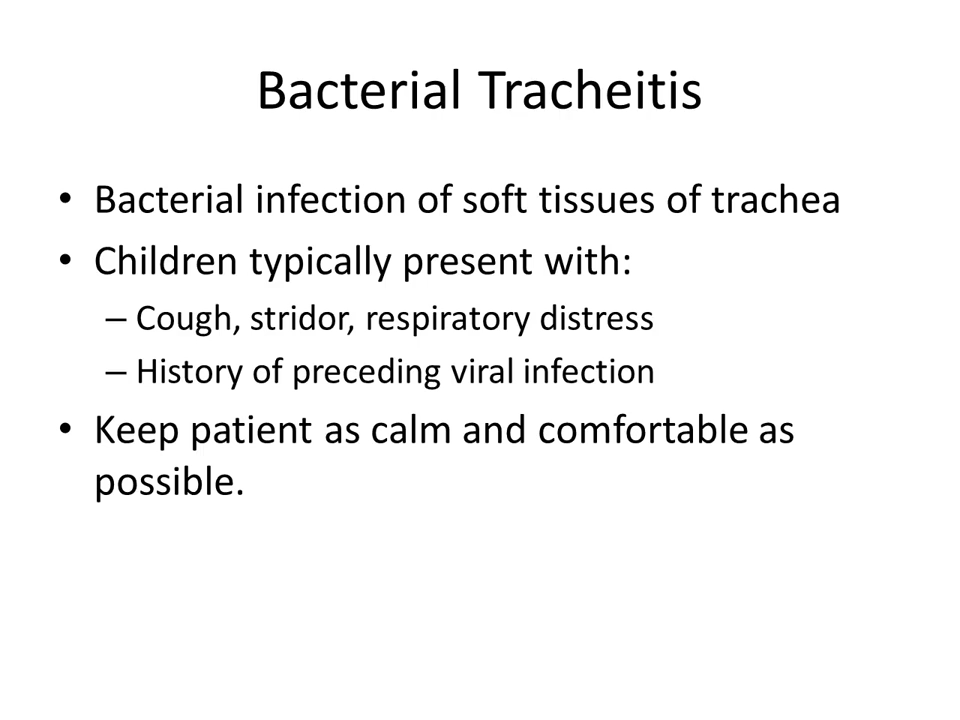 Bacterial Tracheitis
• Bacterial infection of soft tissues of trachea
• Children typically present with:
– Cough, stridor, respiratory distress
– History of preceding viral infection
• Keep patient as calm and comfortable as
possible.